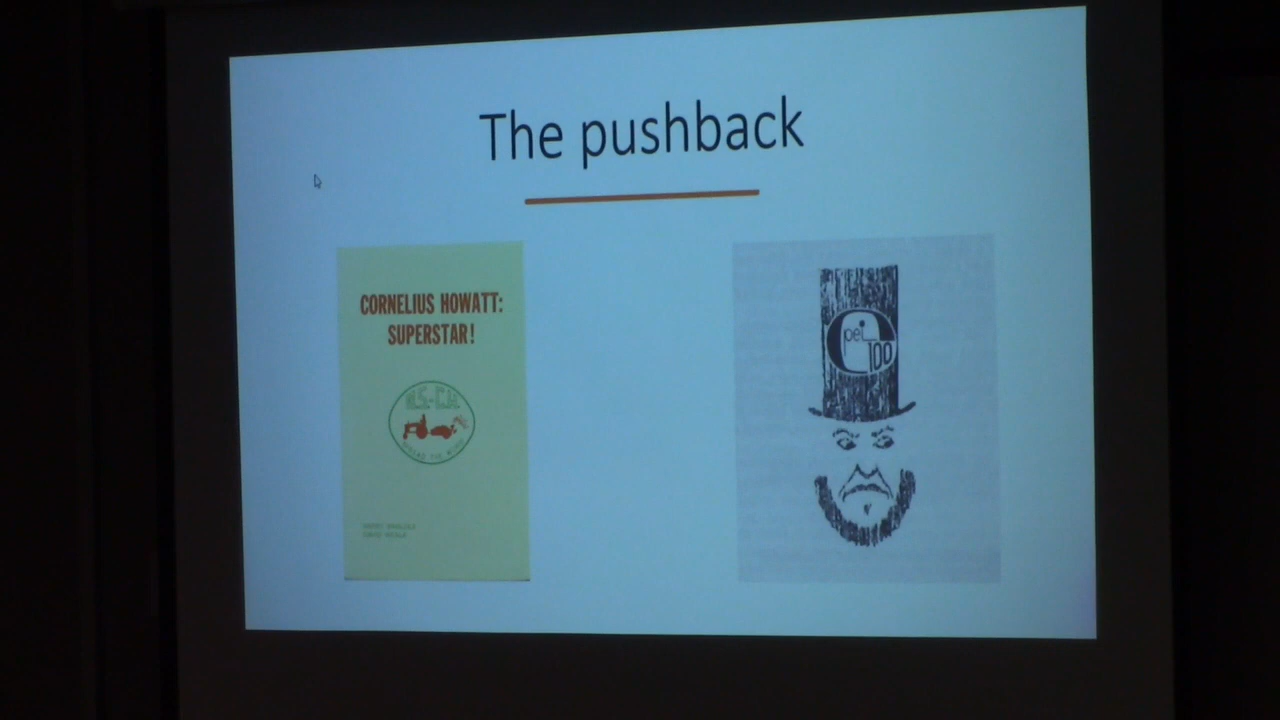 The pushback
CORNELIUS HOWATT:
SUPERSTAR!
B.S.-C.H.
pei
100